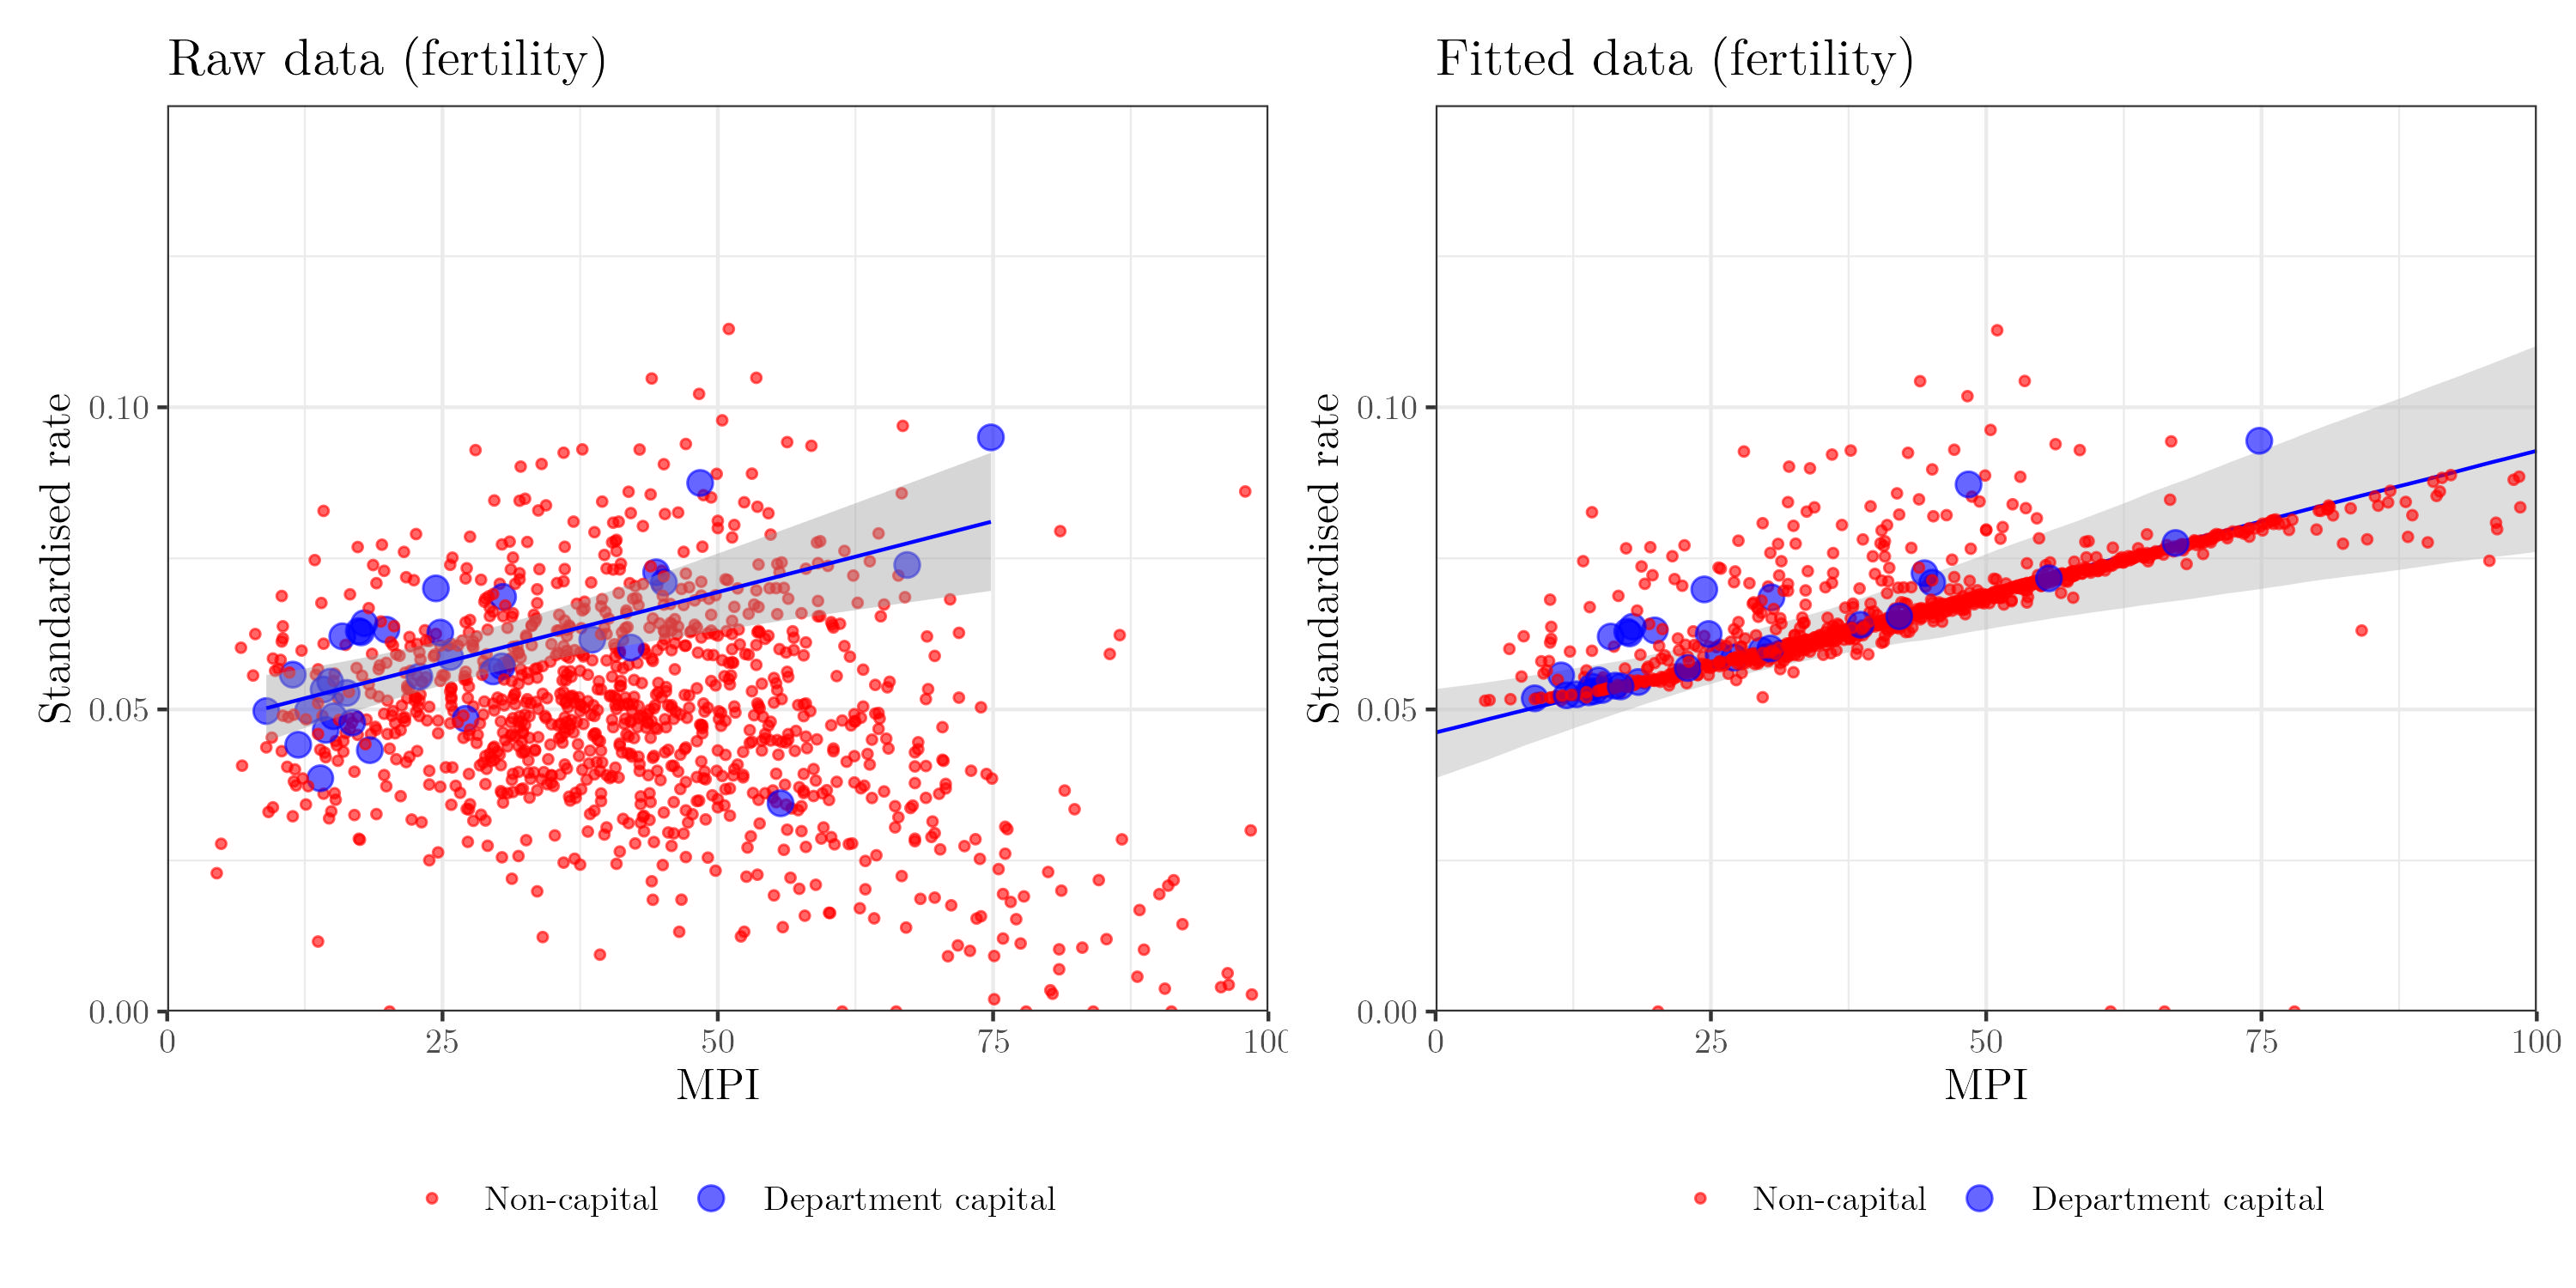 Raw data (fertility)
Standardised rate
0.10
0.05
0.00
0 25 50 75 100
MPI
Non-capital Department capital
Fitted data (fertility)
Standardised rate
0.10
0.05
0.00
0 25 50 75 100
MPI
Non-capital Department capital